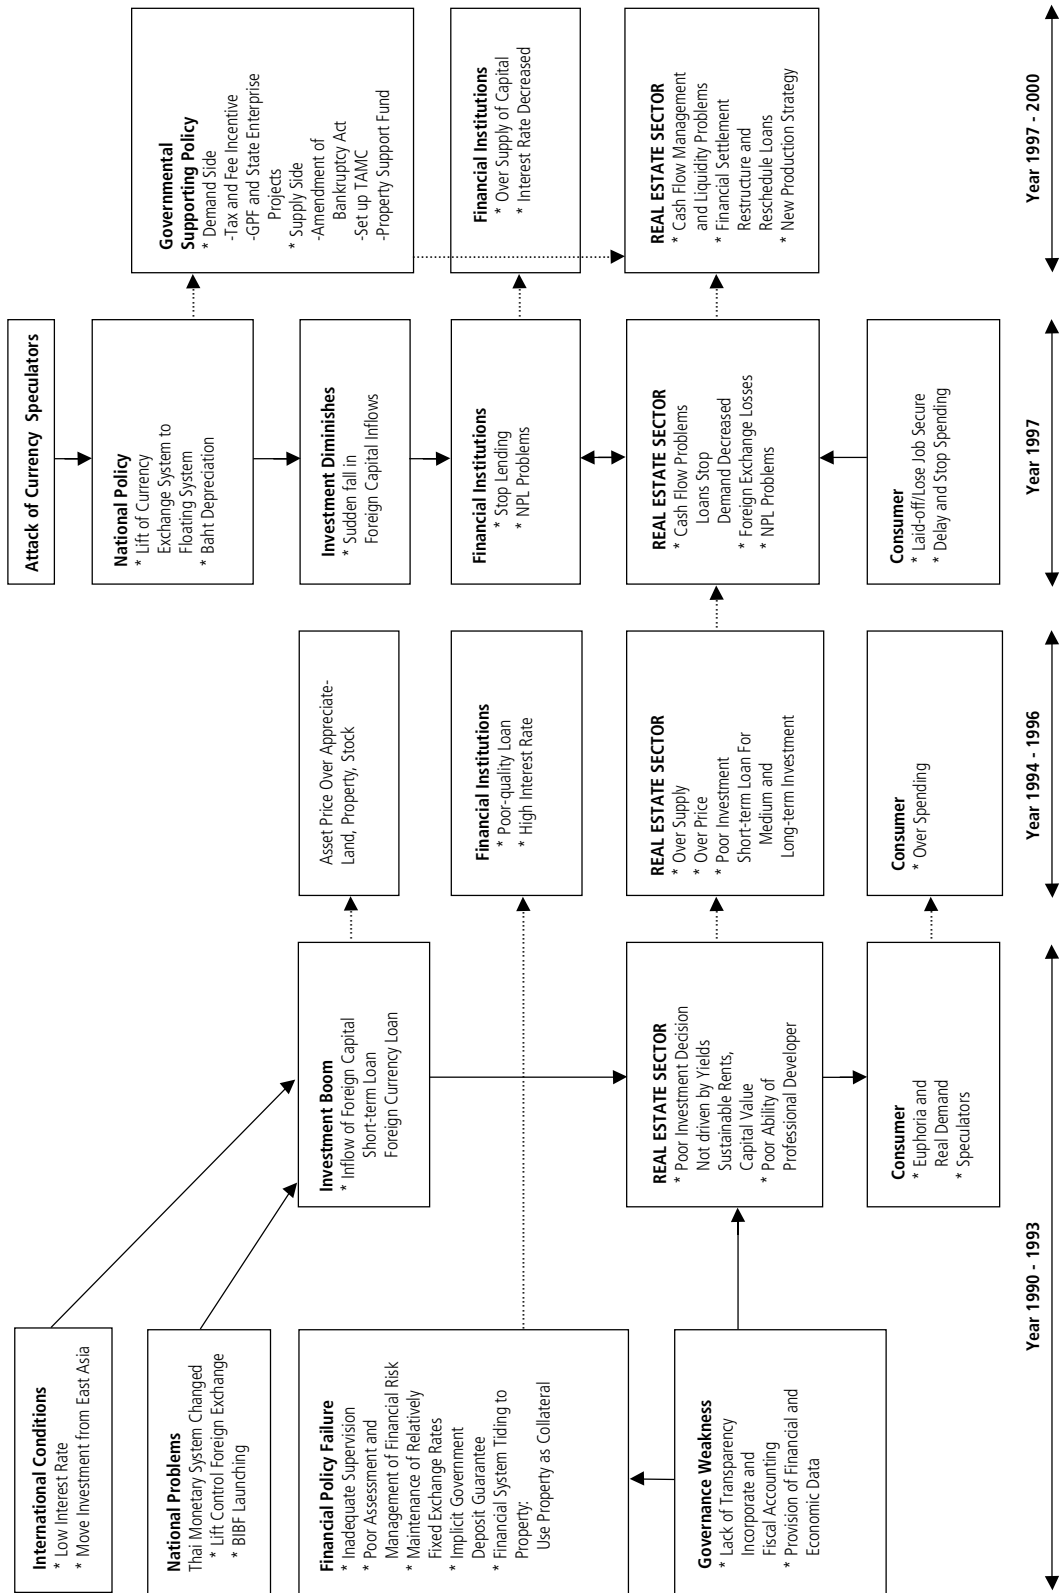 International Conditions
* Low Interest Rate
* Move Investment from East Asia
National Problems
Thai Monetary System Changed
* Lift Control Foreign Exchange
* BIBF Launching
Financial Policy Failure
* Inadequate Supervision
* Poor Assessment and
Management of Financial Risk
* Maintenance of Relatively
Fixed Exchange Rates
* Implicit Government
Deposit Guarantee
* Financial System Tiding to
Property:
Use Property as Collateral
Governance Weakness
* Lack of Transparency
Incorporate and
Fiscal Accounting
* Provision of Financial and
Economic Data
Investment Boom
* Inflow of Foreign Capital
Short-term Loan
Foreign Currency Loan
REAL ESTATE SECTOR
* Poor Investment Decision
Not driven by Yields
Sustainable Rents,
Capital Value
* Poor Ability of
Professional Developer
Consumer
* Euphoria and
Real Demand
* Speculators
Year 1990 - 1993
Asset Price Over Appreciate-
Land, Property, Stock
Financial Institutions
* Poor-quality Loan
* High Interest Rate
REAL ESTATE SECTOR
* Over Supply
* Over Price
* Poor Investment
Short-term Loan For
Medium and
Long-term Investment
Consumer
* Over Spending
Year 1994 - 1996
Attack of Currency Speculators
National Policy
* Lift of Currency
Exchange System to
Floating System
* Baht Depreciation
Investment Diminishes
* Sudden fall in
Foreign Capital Inflows
Financial Institutions
* Stop Lending
* NPL Problems
REAL ESTATE SECTOR
* Cash Flow Problems
Loans Stop
Demand Decreased
* Foreign Exchange Losses
* NPL Problems
Consumer
* Laid-off/Lose Job Secure
* Delay and Stop Spending
Year 1997
Governmental
Supporting Policy
* Demand Side
-Tax and Fee Incentive
-GPF and State Enterprise
Projects
* Supply Side
-Amendment of
Bankruptcy Act
-Set up TAMC
-Property Support Fund
Financial Institutions
* Over Supply of Capital
* Interest Rate Decreased
REAL ESTATE SECTOR
* Cash Flow Management
and Liquidity Problems
* Financial Settlement
Restructure and
Reschedule Loans
* New Production Strategy
Year 1997 - 2000